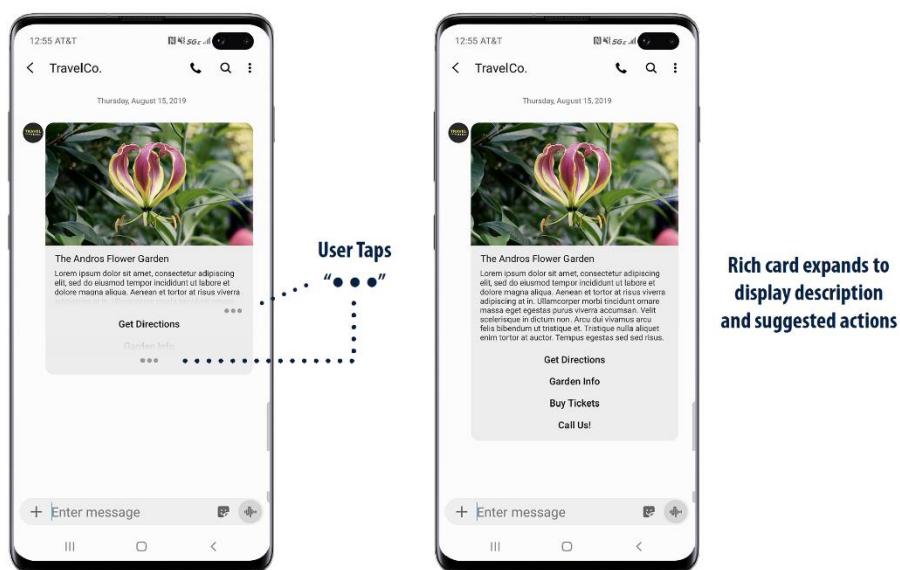 12:55 AT&T
5GE
TravelCo.
Thursday, August 15, 2019
TRAVEL
The Andros Flower Garden
Lorem ipsum dolor sit amet, consectetur adipiscing
elit, sed do eiusmod tempor incididunt ut labore et
dolore magna aliqua. Aenean et tortor at risus viverra
Get Directions
Garden Info
Enter message
User Taps
“● ● ●”
12:55 AT&T
5GE
TravelCo.
Thursday, August 15, 2019
TRAVEL
The Andros Flower Garden
Lorem ipsum dolor sit amet, consectetur adipiscing
elit, sed do eiusmod tempor incididunt ut labore et
dolore magna aliqua. Aenean et tortor at risus viverra
adipiscing at in. Ullamcorper morbi tincidunt ornare
massa eget egestas purus viverra accumsan. Velit
scelerisque in dictum non. Arcu dui vivamus arcu
felis bibendum ut tristique et. Tristique nulla aliquet
enim tortor at auctor. Tempus egestas sed sed risus.
Get Directions
Garden Info
Buy Tickets
Call Us!
Enter message
Rich card expands to
display description
and suggested actions